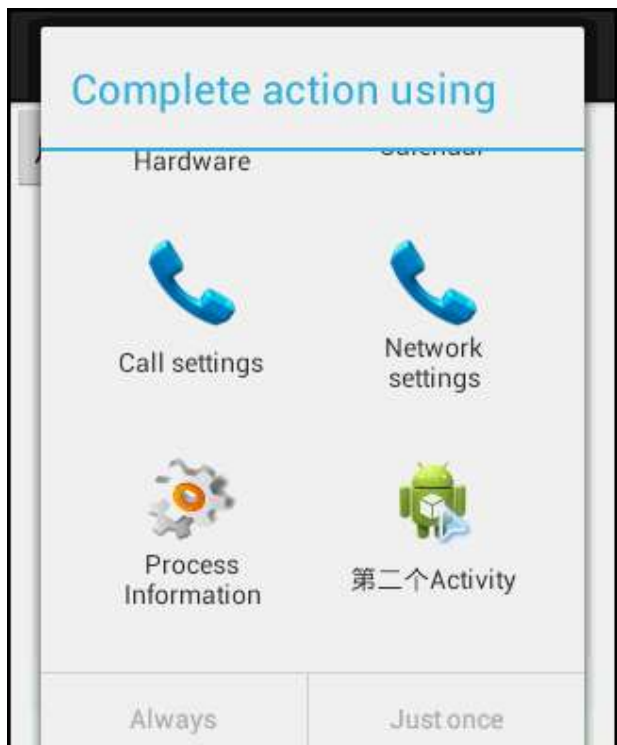 Complete action using
Hardware
Calendar
Call settings
Network
settings
Process
Information
第二个Activity
Always
Just once